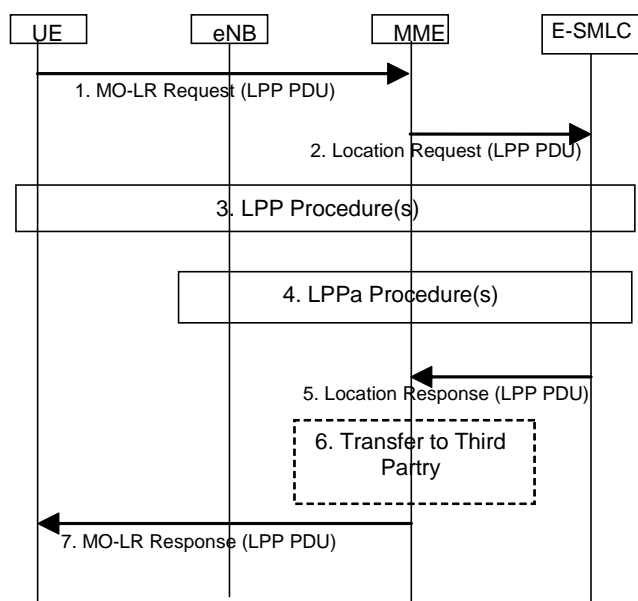 UE
eNB
MME
E-SMLC
1. MO-LR Request (LPP PDU)
2. Location Request (LPP PDU)
3. LPP Procedure(s)
4. LPPa Procedure(s)
5. Location Response (LPP PDU)
6. Transfer to Third
Partry
7. MO-LR Response (LPP PDU)